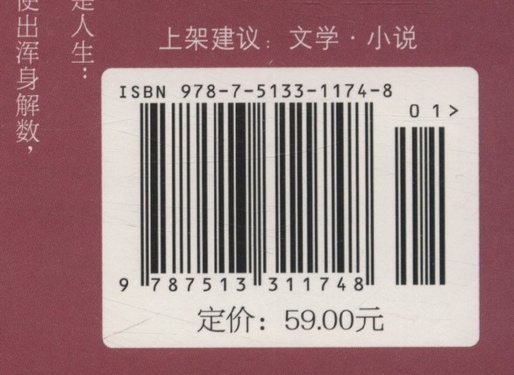 是人生：
使出浑身解数，
上架建议：文学·小说
ISBN 978-7-5133-1174-8
01>
9 787513 311748
定价：59.00元